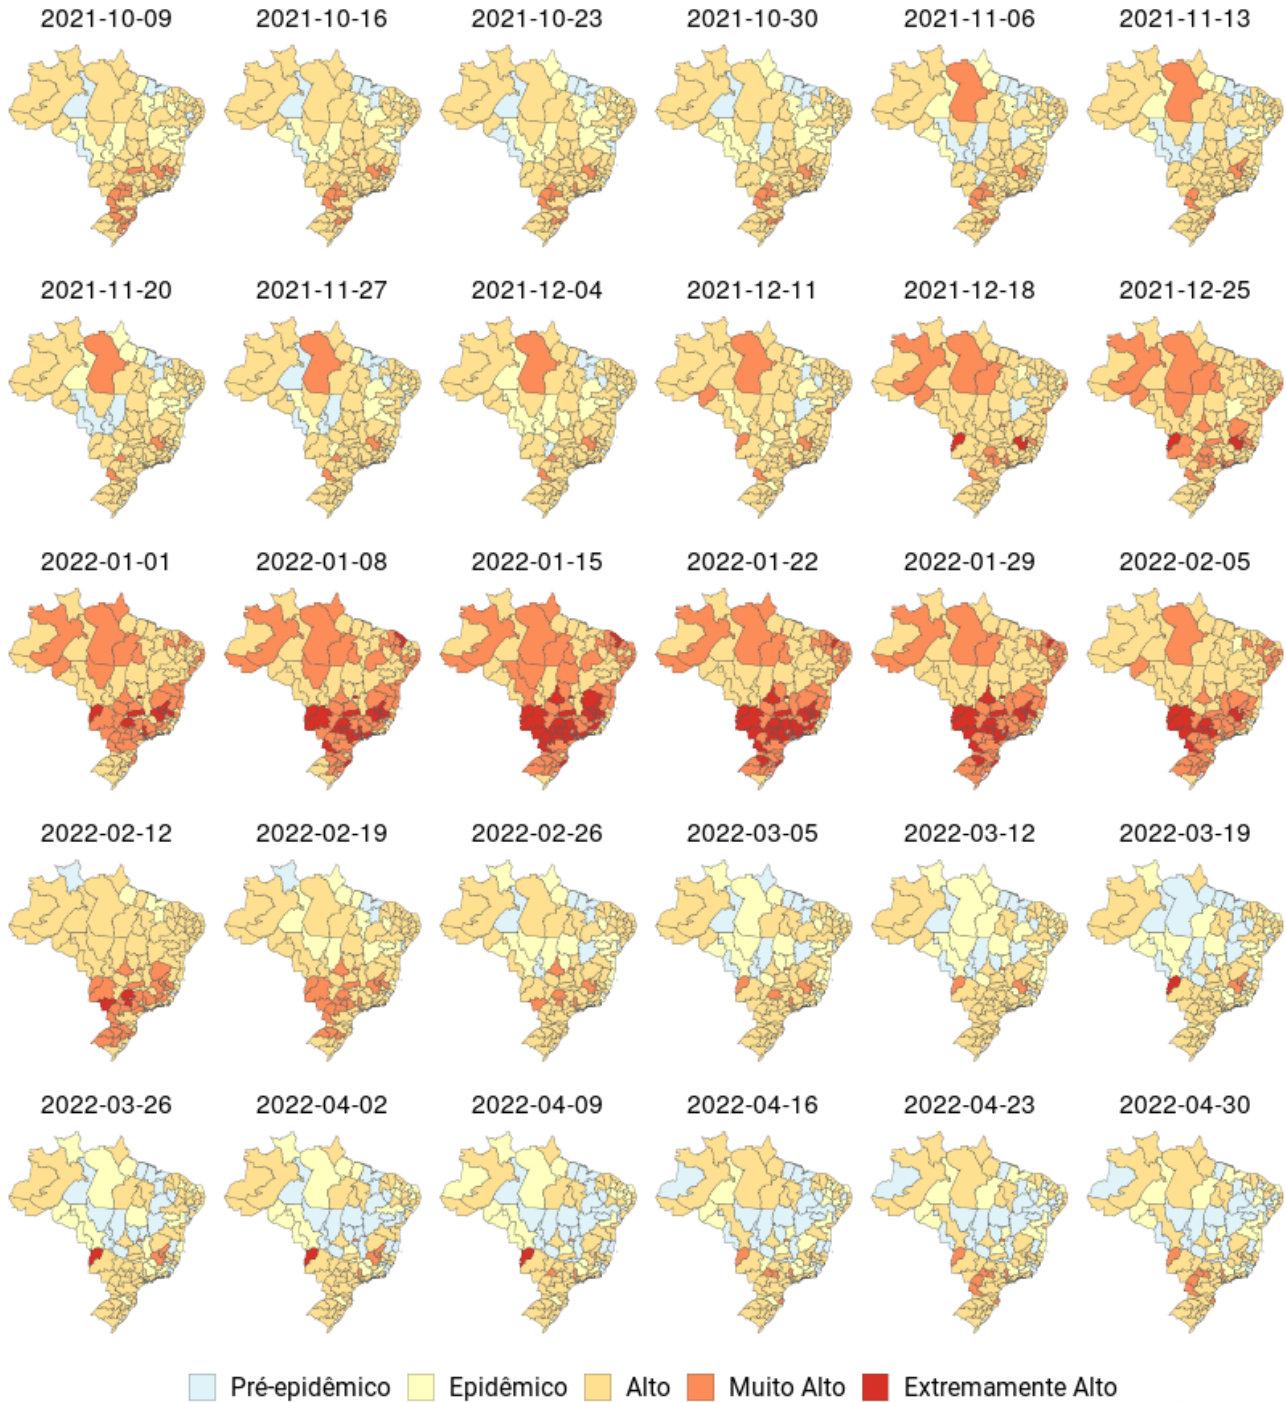 2021-10-09 2021-10-16 2021-10-23 2021-10-30 2021-11-06 2021-11-13
2021-11-20 2021-11-27 2021-12-04 2021-12-11 2021-12-18 2021-12-25
2022-01-01 2022-01-08 2022-01-15 2022-01-22 2022-01-29 2022-02-05
2022-02-12 2022-02-19 2022-02-26 2022-03-05 2022-03-12 2022-03-19
2022-03-26 2022-04-02 2022-04-09 2022-04-16 2022-04-23 2022-04-30
Pré-epidêmico Epidêmico Alto Muito Alto Extremamente Alto